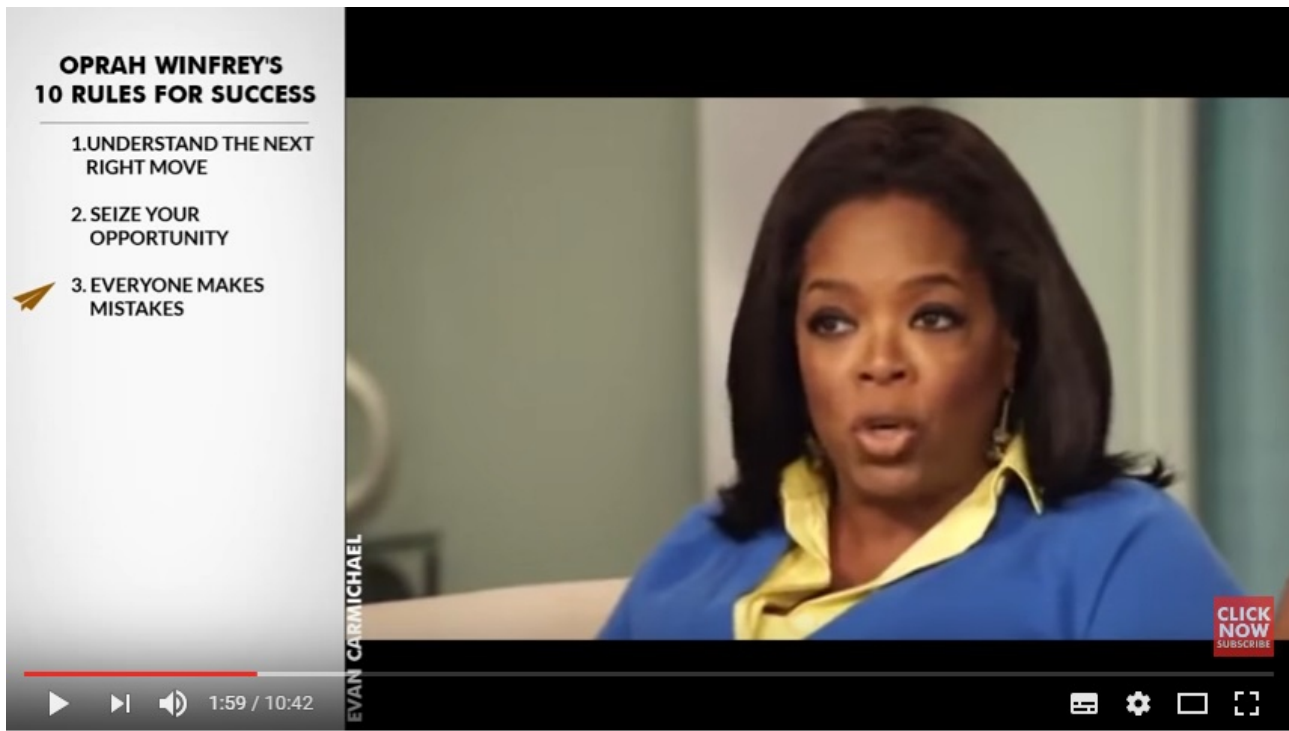 OPRAH WINFREY'S
10 RULES FOR SUCCESS
1.UNDERSTAND THE NEXT
RIGHT MOVE
2. SEIZE YOUR
OPPORTUNITY
3. EVERYONE MAKES
MISTAKES
EVAN CARMICHAEL
CLICK
NOW
SUBSCRIBE
1:59 / 10:42